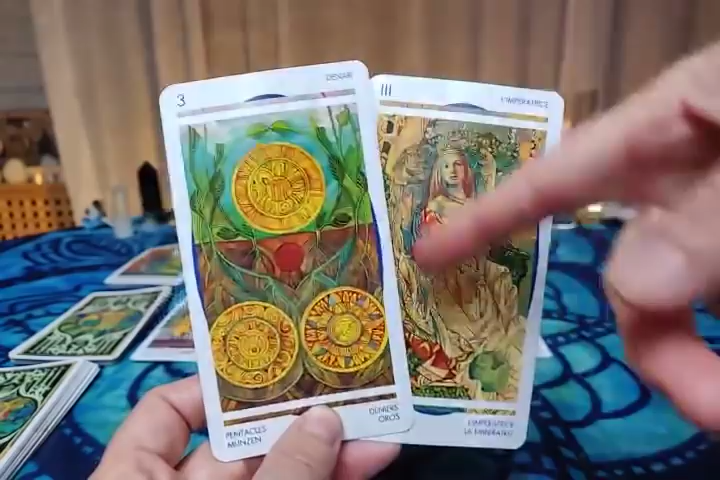 3
DENARI
PENTACLES
MÜNZEN
DENIERS
OROS
III
L'IMPERATRICE